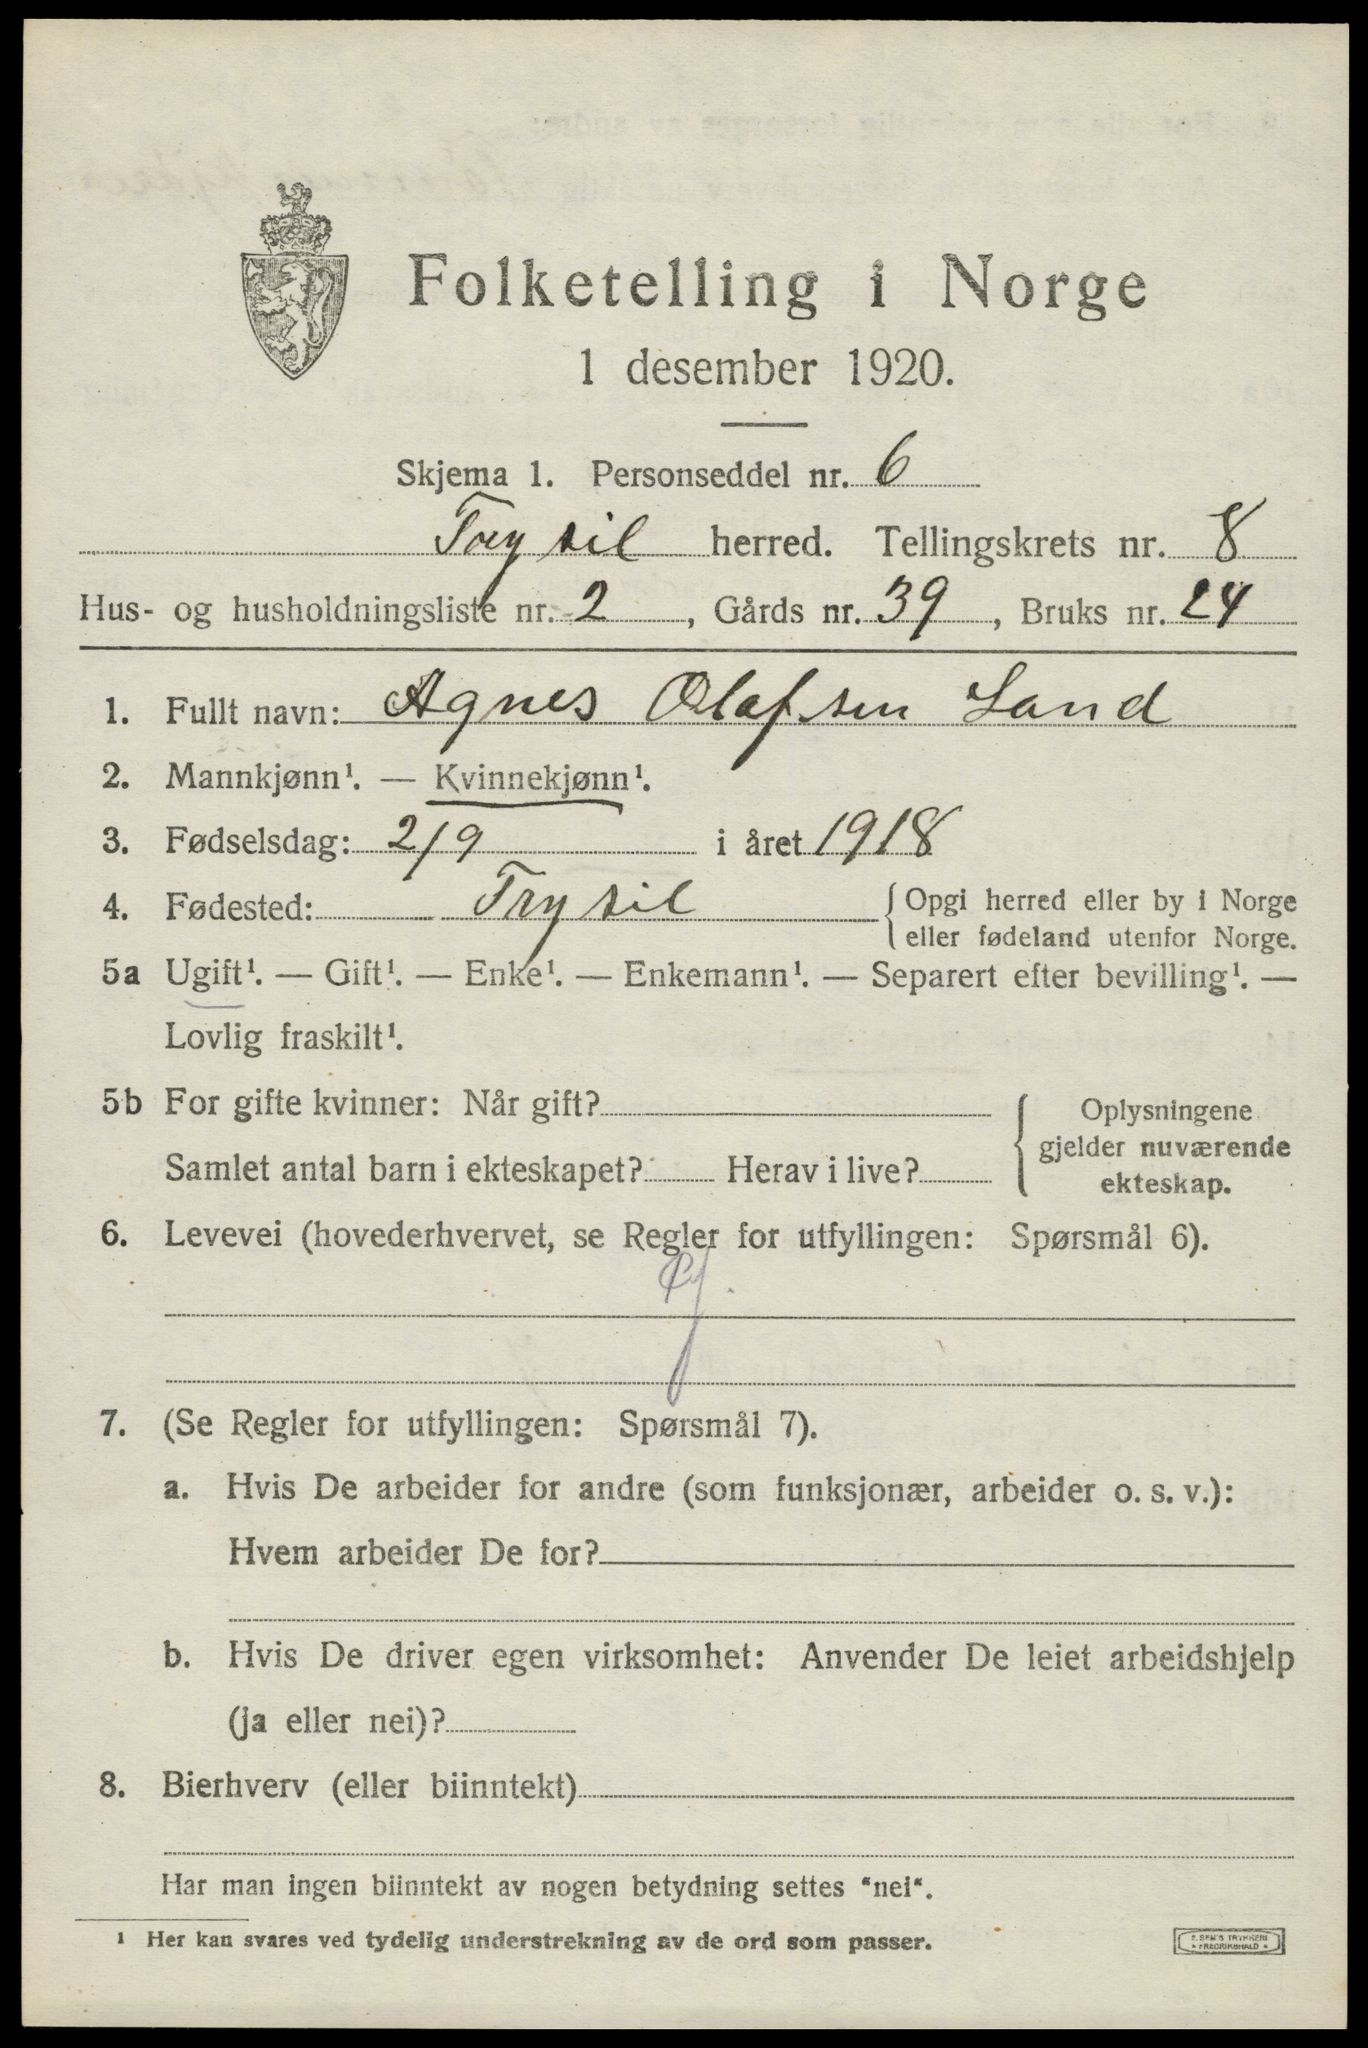 Folketelling i Norge
1 desember 1920.
Skjema 1. Personseddel nr. 6
Trysil herred. Tellingskrets nr. 8
Hus- og husholdningsliste nr. 2, Gårds nr. 39, Bruks nr. 24
1. Fullt navn: Agnes Olafsen Land
2. Mannkjønn¹. — Kvinnekjønn¹.
3. Fødselsdag: 2/9 i året 1918
4. Fødested: Trysil {Opgi herred eller by i Norge
eller fødeland utenfor Norge.
5a Ugift¹. — Gift¹. — Enke¹. — Enkemann¹. — Separert efter bevilling¹. —
Lovlig fraskilt¹.
5b For gifte kvinner: Når gift?
Samlet antal barn i ekteskapet? Herav i live?
{Oplysningene
gjelder nuværende
ekteskap.
6. Levevei (hovederhvervet, se Regler for utfyllingen: Spørsmål 6).
7. (Se Regler for utfyllingen: Spørsmål 7).
a. Hvis De arbeider for andre (som funksjonær, arbeider o. s. v.):
Hvem arbeider De for?
b. Hvis De driver egen virksomhet: Anvender De leiet arbeidshjelp
(ja eller nei)?
8. Bierhverv (eller biinntekt)
Har man ingen biinntekt av nogen betydning settes "nei".
¹ Her kan svares ved tydelig understrekning av de ord som passer.
E. SEM'S TRYKKERI
* FREDRIKSHALD *